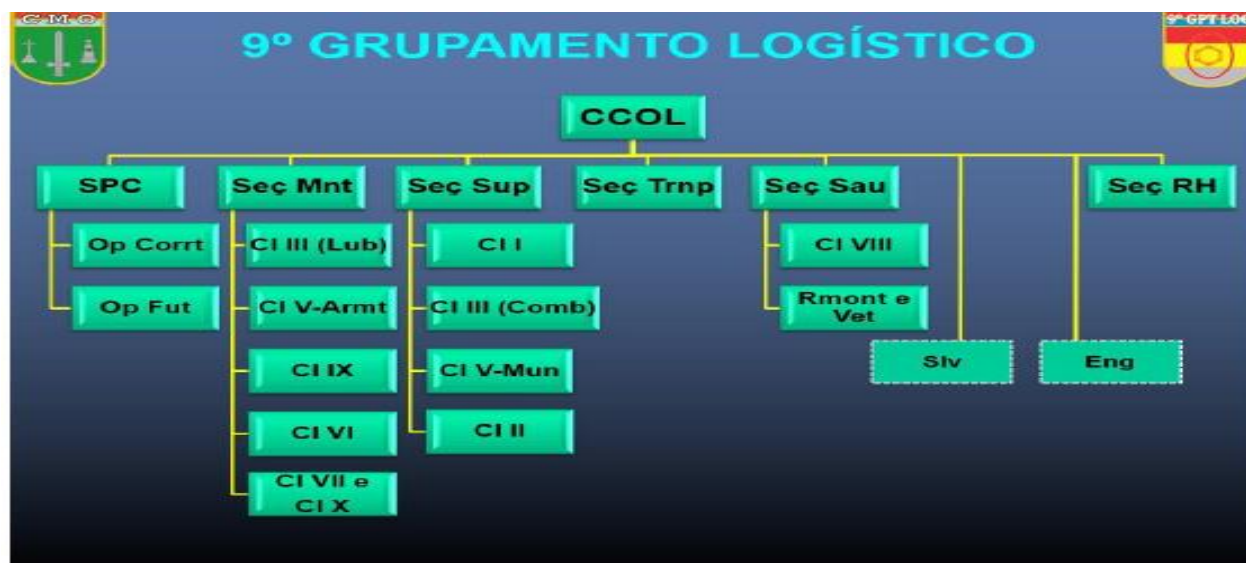 C M O
9º GRUPAMENTO LOGÍSTICO
9º GPT LOG
CCOL
SPC
Seç Mnt
Seç Sup
Seç Trnp
Seç Sau
Seç RH
Op Corrt
Cl III (Lub)
Cl I
Cl VIII
Op Fut
Cl V-Armt
Cl III (Comb)
Rmont e
Vet
Slv
Eng
Cl IX
Cl V-Mun
Cl VI
Cl II
Cl VII e
Cl X